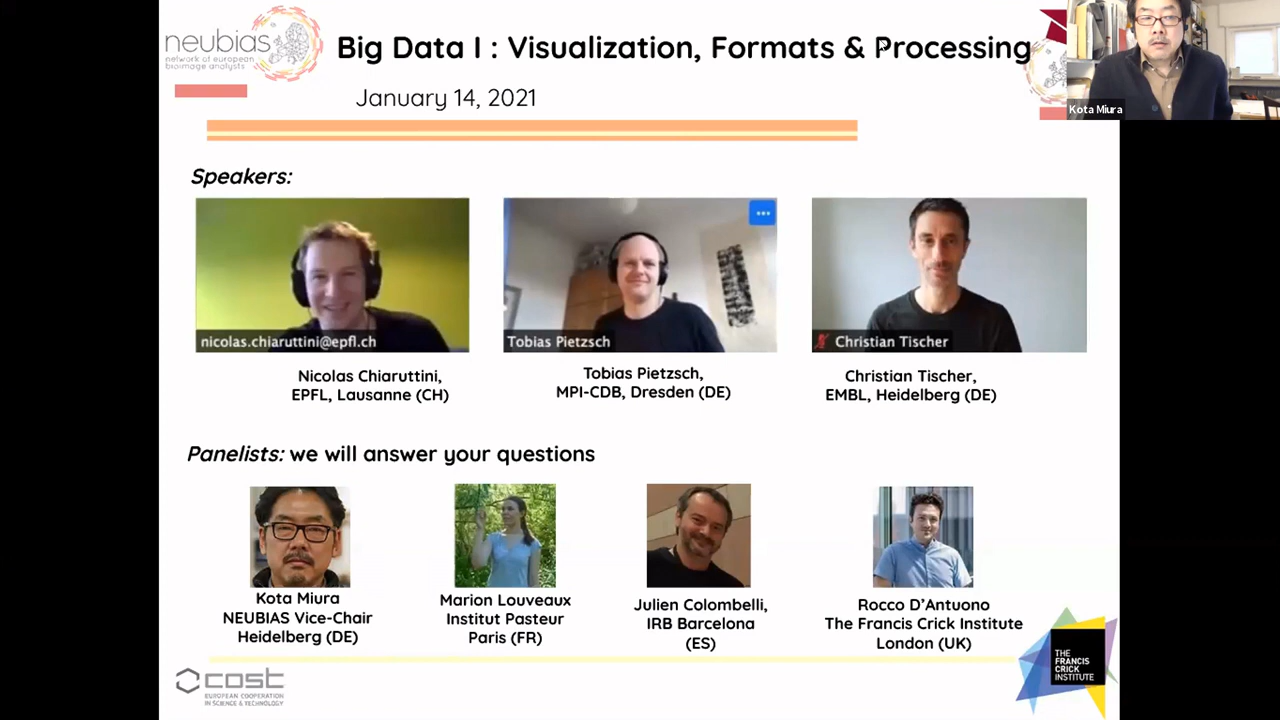 neubias
network of european
bioimage analysts
Big Data I : Visualization, Formats & Processing
January 14, 2021
Kota Miura
Speakers:
nicolas.chiaruttini@epfl.ch
Tobias Pietzsch
Christian Tischer
Nicolas Chiaruttini,
EPFL, Lausanne (CH)
Tobias Pietzsch,
MPI-CDB, Dresden (DE)
Christian Tischer,
EMBL, Heidelberg (DE)
Panelists: we will answer your questions
Kota Miura
NEUBIAS Vice-Chair
Heidelberg (DE)
Marion Louveaux
Institut Pasteur
Paris (FR)
Julien Colombelli,
IRB Barcelona
(ES)
Rocco D'Antuono
The Francis Crick Institute
London (UK)
cost
EUROPEAN COOPERATION
IN SCIENCE & TECHNOLOGY
THE
FRANCIS
CRICK
INSTITUTE